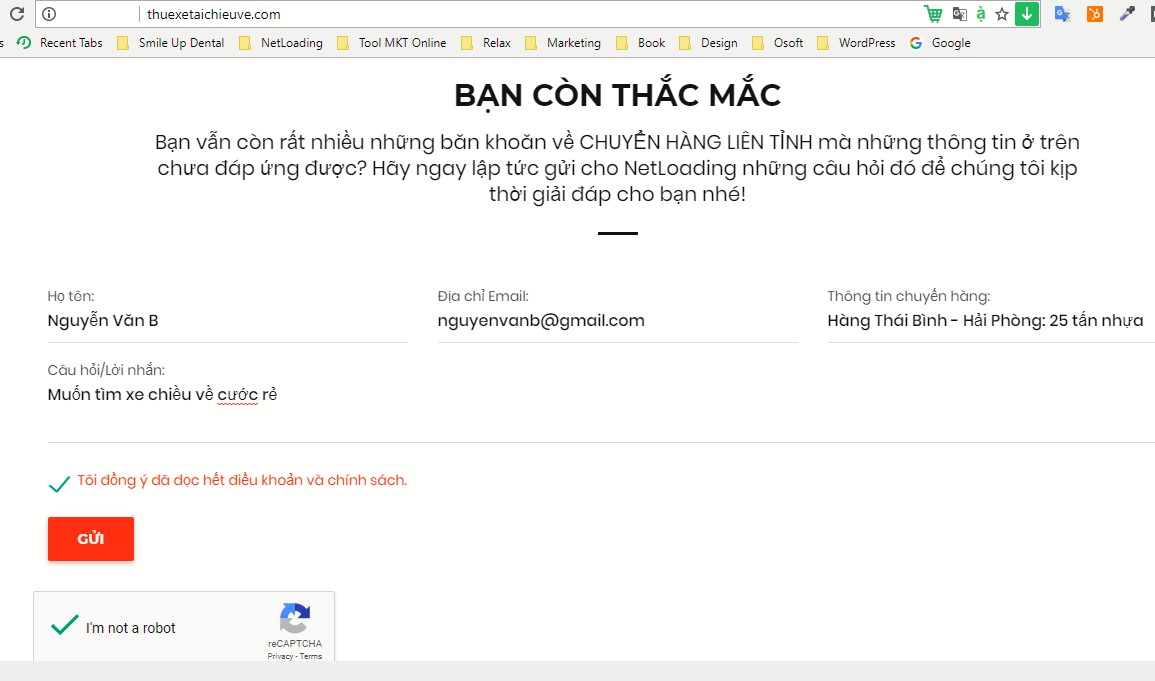 thuexetaichieuve.com
s Recent Tabs Smile Up Dental NetLoading Tool MKT Online Relax Marketing Book Design Osoft WordPress Google
BẠN CÒN THẮC MẮC
Bạn vẫn còn rất nhiều những băn khoăn về CHUYỂN HÀNG LIÊN TỈNH mà những thông tin ở trên
chưa đáp ứng được? Hãy ngay lập tức gửi cho NetLoading những câu hỏi đó để chúng tôi kịp
thời giải đáp cho bạn nhé!
Họ tên: Địa chỉ Email: Thông tin chuyến hàng:
Nguyễn Văn B nguyenvanb@gmail.com Hàng Thái Bình - Hải Phòng: 25 tấn nhựa
Câu hỏi/Lời nhắn:
Muốn tìm xe chiều về cước rẻ
Tôi đồng ý đã đọc hết điều khoản và chính sách.
GỬI
I'm not a robot
reCAPTCHA
Privacy - Terms